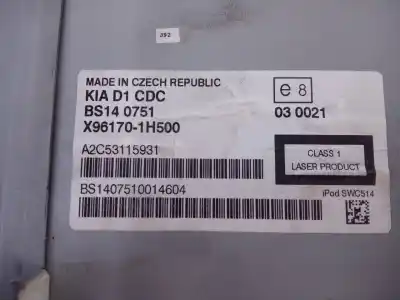 392
MADE IN CZECH REPUBLIC
KIA D1 CDC
BS14 0751
X96170-1H500
e 8
03 0021
A2C53115931
CLASS 1
LASER PRODUCT
BS1407510014604
iPod SWC514